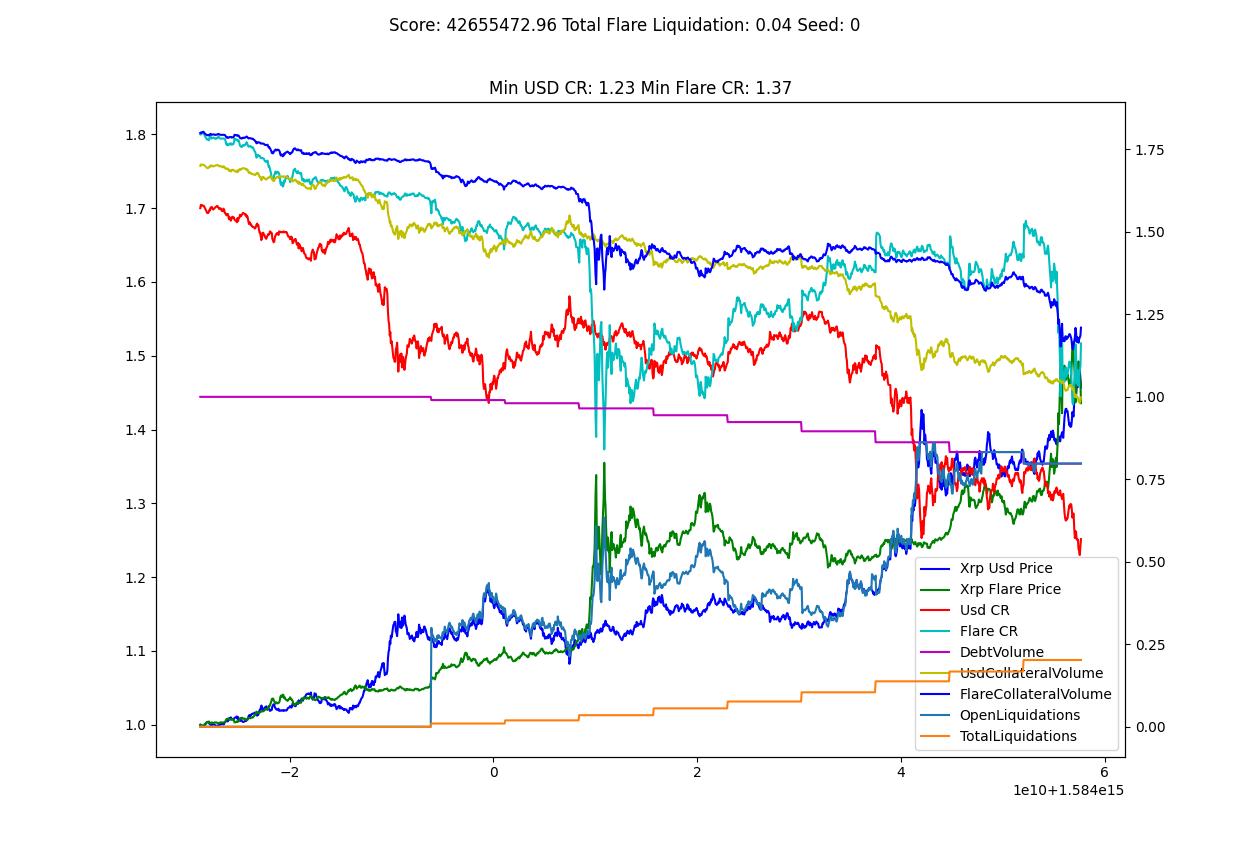 Score: 42655472.96 Total Flare Liquidation: 0.04 Seed: 0
Min USD CR: 1.23 Min Flare CR: 1.37
1.8
1.7
1.6
1.5
1.4
1.3
1.2
1.1
1.0
1.75
1.50
1.25
1.00
0.75
0.50
0.25
0.00
Xrp Usd Price
Xrp Flare Price
Usd CR
Flare CR
DebtVolume
UsdCollateralVolume
FlareCollateralVolume
OpenLiquidations
TotalLiquidations
−2 0 2 4 6
1e10+1.584e15